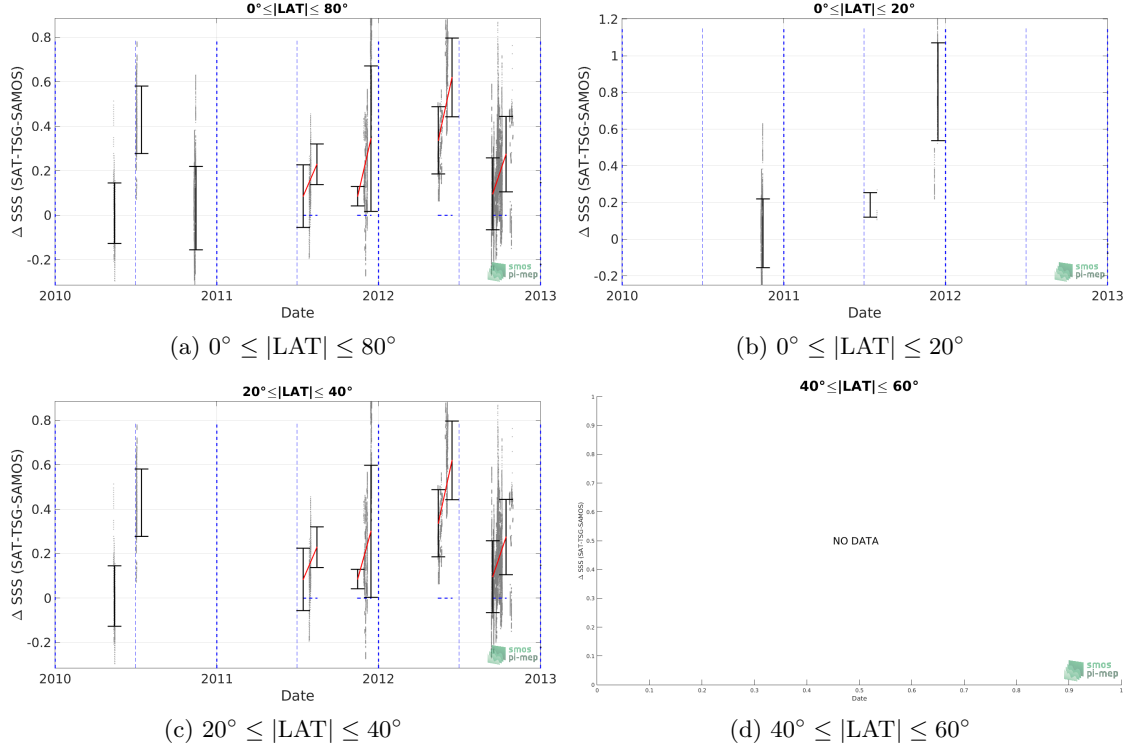 0°≤|LAT|≤ 80°
Δ SSS (SAT-TSG-SAMOS)
0.8
0.6
0.4
0.2
0
-0.2
2010
2011
2012
2013
Date
smos
pi-mep
(a) 0° ≤ |LAT| ≤ 80°
0°≤|LAT|≤ 20°
Δ SSS (SAT-TSG-SAMOS)
1.2
1
0.8
0.6
0.4
0.2
0
-0.2
2010
2011
2012
2013
Date
smos
pi-mep
(b) 0° ≤ |LAT| ≤ 20°
20°≤|LAT|≤ 40°
Δ SSS (SAT-TSG-SAMOS)
0.8
0.6
0.4
0.2
0
-0.2
2010
2011
2012
2013
Date
smos
pi-mep
(c) 20° ≤ |LAT| ≤ 40°
40°≤|LAT|≤ 60°
Δ SSS (SAT-TSG-SAMOS)
1
0.9
0.8
0.7
0.6
0.5
0.4
0.3
0.2
0.1
0
NO DATA
0
0.1
0.2
0.3
0.4
0.5
0.6
0.7
0.8
0.9
1
Date
smos
pi-mep
(d) 40° ≤ |LAT| ≤ 60°